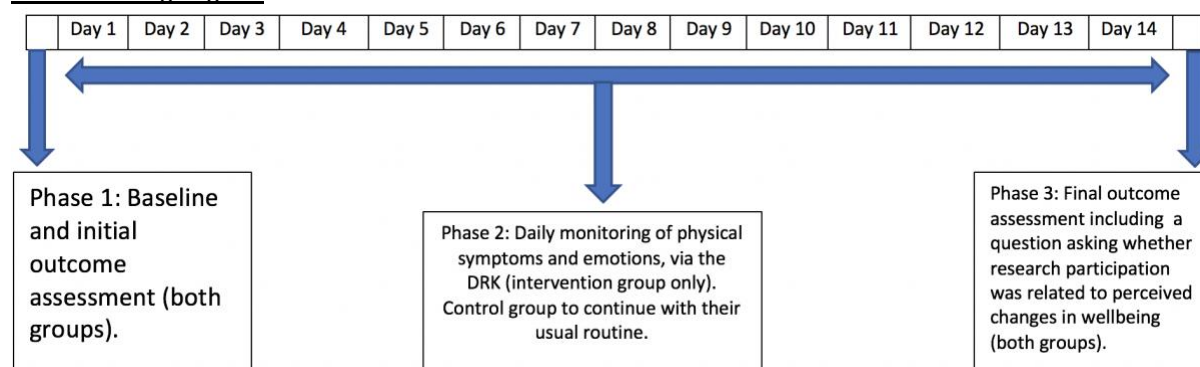 Day 1 Day 2 Day 3 Day 4 Day 5 Day 6 Day 7 Day 8 Day 9 Day 10 Day 11 Day 12 Day 13 Day 14
Phase 1: Baseline
and initial
outcome
assessment (both
groups).
Phase 2: Daily monitoring of physical
symptoms and emotions, via the
DRK (intervention group only).
Control group to continue with their
usual routine.
Phase 3: Final outcome
assessment including a
question asking whether
research participation
was related to perceived
changes in wellbeing
(both groups).